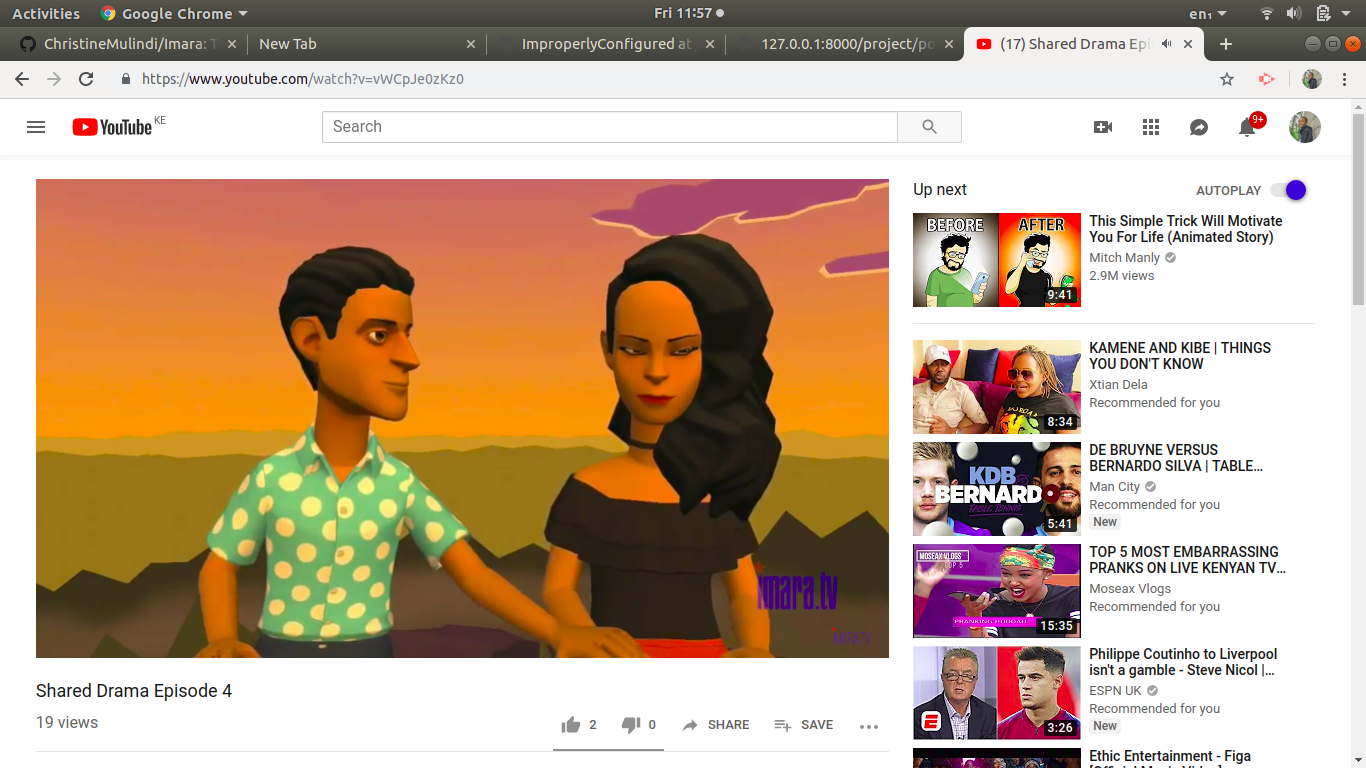 Activities
Google Chrome
Fri 11:57
en₁
ChristineMulindi/Imara: T
New Tab
ImproperlyConfigured at
127.0.0.1:8000/project/po
(17) Shared Drama Epi
https://www.youtube.com/watch?v=vWCpJe0zKz0
YouTube KE
Search
9+
imara.tv
Up next
AUTOPLAY
BEFORE
AFTER
9:41
This Simple Trick Will Motivate
You For Life (Animated Story)
Mitch Manly
2.9M views
8:34
KAMENE AND KIBE | THINGS
YOU DON'T KNOW
Xtian Dela
Recommended for you
KDB
BERNARDO
TABLE TENNIS
5:41
DE BRUYNE VERSUS
BERNARDO SILVA | TABLE…
Man City
Recommended for you
New
MOSEAX VLOGS
PRANKING HUDDAH
15:35
TOP 5 MOST EMBARRASSING
PRANKS ON LIVE KENYAN TV…
Moseax Vlogs
Recommended for you
3:26
Philippe Coutinho to Liverpool
isn't a gamble - Steve Nicol |…
ESPN UK
Recommended for you
New
Ethic Entertainment - Figa
Shared Drama Episode 4
19 views
2
0
SHARE
SAVE